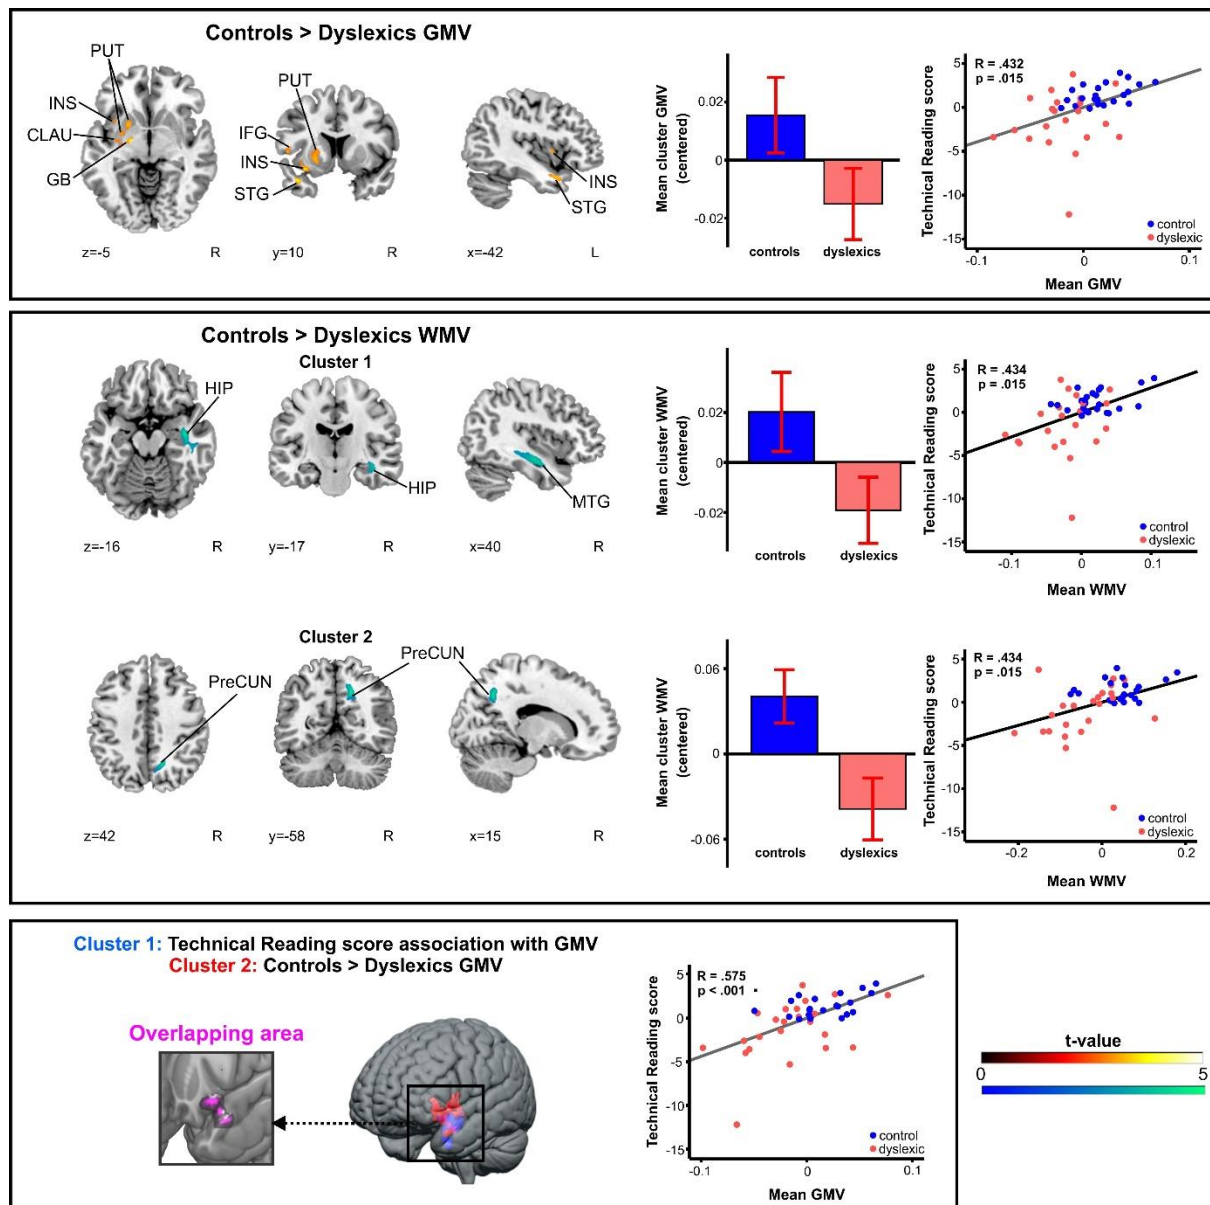 Controls > Dyslexics GMV
PUT
INS
CLAU
GB
z=-5
R
PUT
IFG
INS
STG
y=10
R
INS
STG
x=-42
L
Mean cluster GMV
(centered)
0.02
0
-0.02
controls
dyslexics
Technical Reading score
R = .432
p = .015
5
0
-5
-10
-15
control
dyslexic
-0.1
0
0.1
Mean GMV
Controls > Dyslexics WMV
Cluster 1
HIP
z=-16
R
HIP
y=-17
R
MTG
x=40
R
Mean cluster WMV
(centered)
0.02
0
-0.02
controls
dyslexics
Technical Reading score
R = .434
p = .015
5
0
-5
-10
-15
control
dyslexic
-0.1
0
0.1
Mean WMV
Cluster 2
PreCUN
z=42
R
PreCUN
y=-58
R
x=15
R
Mean cluster WMV
(centered)
0.06
0
-0.06
controls
dyslexics
Technical Reading score
R = .434
p = .015
5
0
-5
-10
-15
control
dyslexic
-0.2
0
0.2
Mean WMV
Cluster 1: Technical Reading score association with GMV
Cluster 2: Controls > Dyslexics GMV
Overlapping area
Technical Reading score
R = .575
p < .001
5
0
-5
-10
-15
control
dyslexic
-0.1
0
0.1
Mean GMV
t-value
0
5